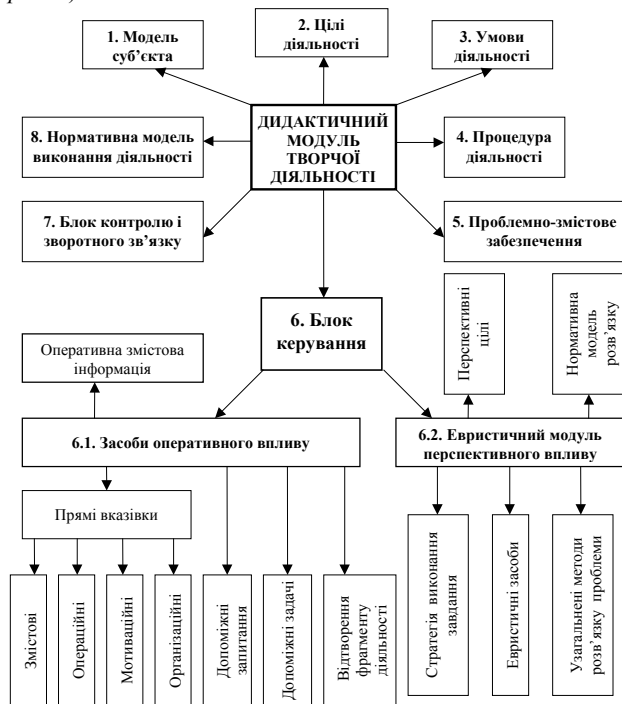 1. Модель
суб’єкта
2. Цілі
діяльності
3. Умови
діяльності
ДИДАКТИЧНИЙ
МОДУЛЬ
ТВОРЧОЇ
ДІЯЛЬНОСТІ
8. Нормативна модель
виконання діяльності
4. Процедура
діяльності
7. Блок контролю і
зворотного зв’язку
5. Проблемно-змістове
забезпечення
6. Блок
керування
Перспективні
цілі
Нормативна
модель
розв’язку
Оперативна змістова
інформація
6.1. Засоби оперативного впливу
6.2. Евристичний модуль
перспективного впливу
Прямі вказівки
Змістові
Операційні
Мотиваційні
Організаційні
Допоміжні
запитання
Допоміжні задачі
Відтворення
фрагменту
діяльності
Стратегія виконання
завдання
Евристичні засоби
Узагальнені методи
розв’язку проблеми